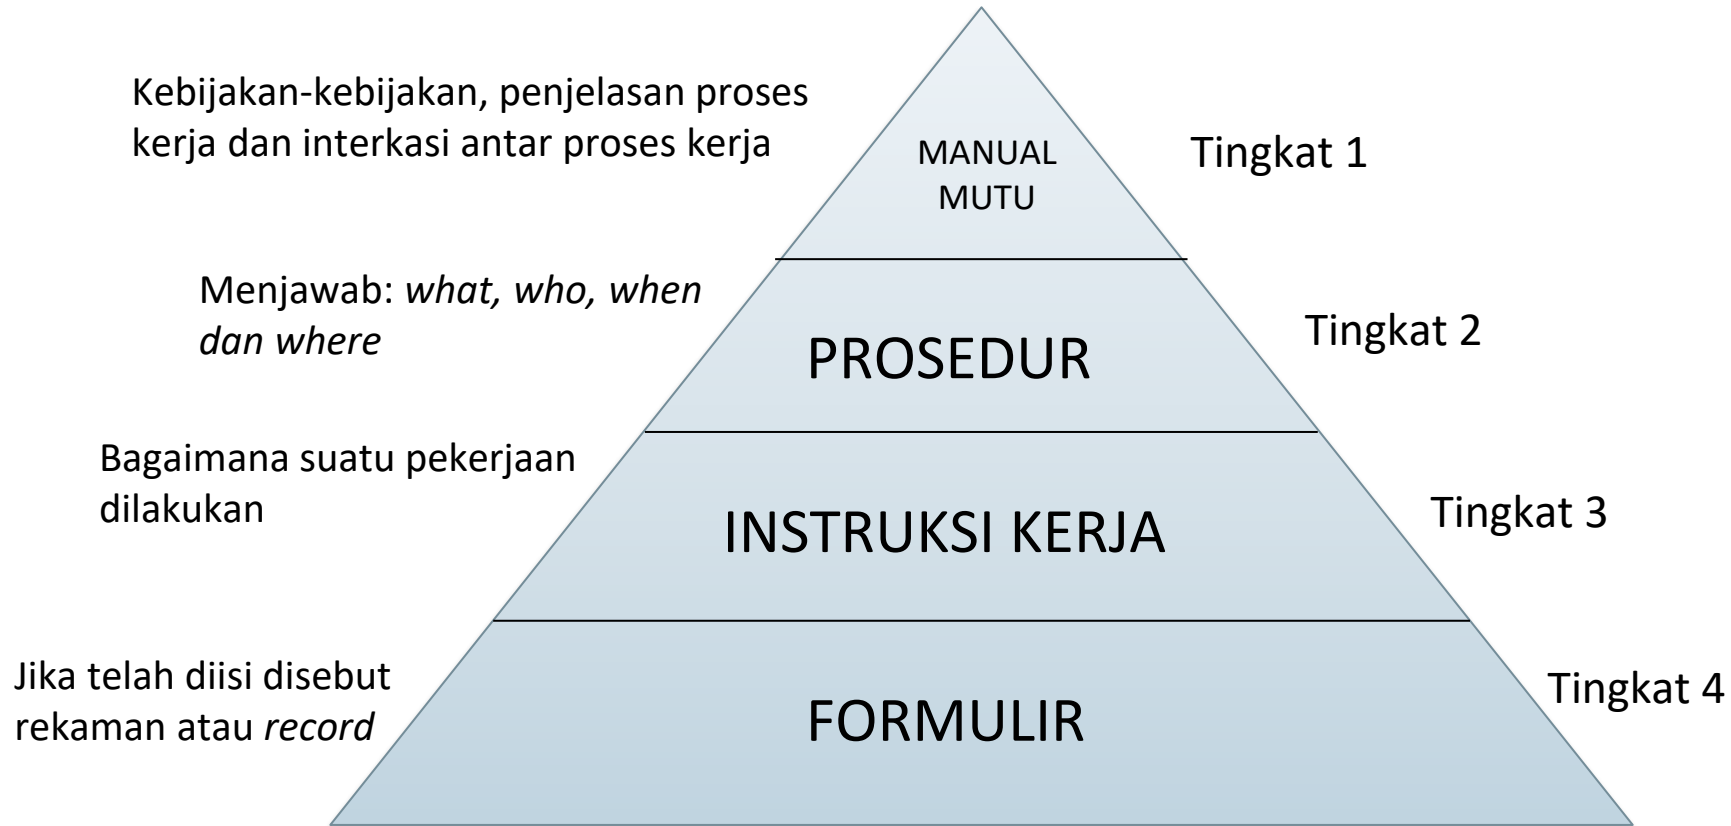 Kebijakan-kebijakan, penjelasan proses
kerja dan interkasi antar proses kerja
MANUAL
MUTU
Tingkat 1
Menjawab: what, who, when
dan where
PROSEDUR
Tingkat 2
Bagaimana suatu pekerjaan
dilakukan
INSTRUKSI KERJA
Tingkat 3
Jika telah diisi disebut
rekaman atau record
FORMULIR
Tingkat 4